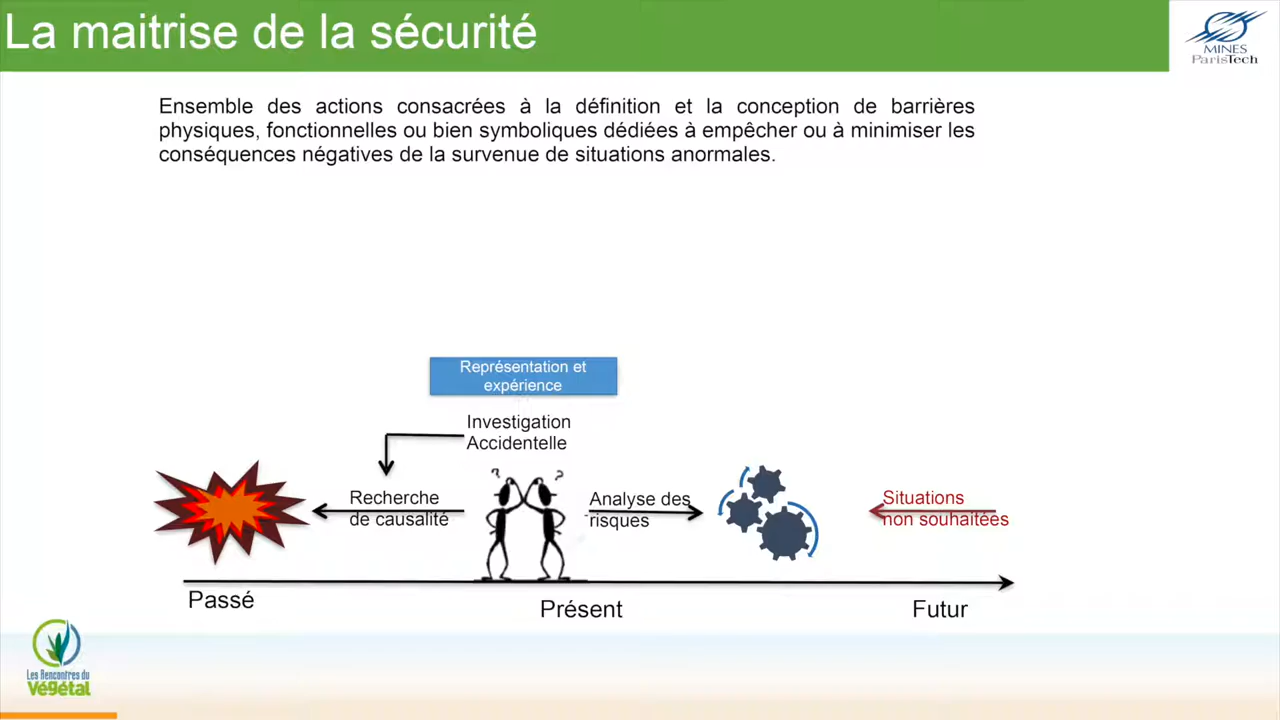 La maitrise de la sécurité
MINES
ParisTech
Ensemble des actions consacrées à la définition et la conception de barrières
physiques, fonctionnelles ou bien symboliques dédiées à empêcher ou à minimiser les
conséquences négatives de la survenue de situations anormales.
Représentation et
expérience
Investigation
Accidentelle
? ?
Recherche
de causalité
Analyse des
risques
Situations
non souhaitées
Passé
Présent
Futur
Les Rencontres du
Végétal